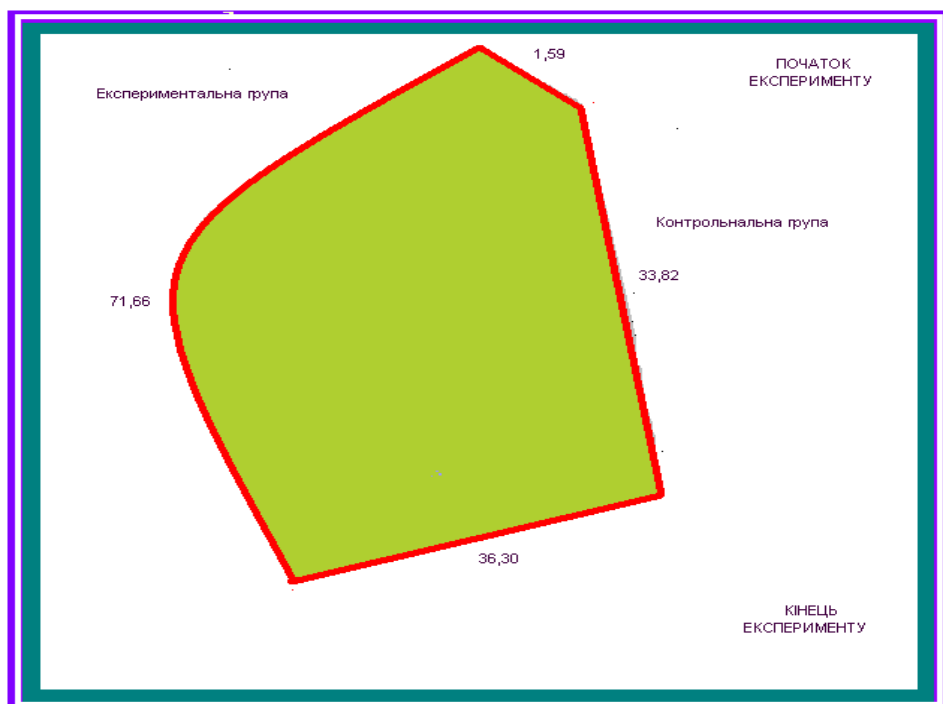 1,59
ПОЧАТОК
ЕКСПЕРИМЕНТУ
Експериментальна група
Контрольнальна група
33,82
71,66
36,30
КІНЕЦЬ
ЕКСПЕРИМЕНТУ